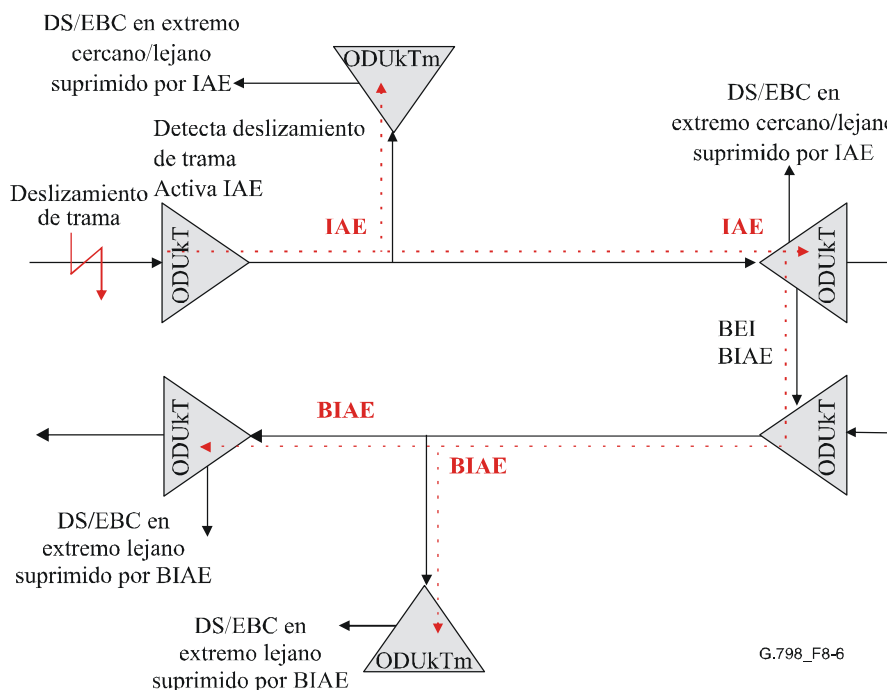 DS/EBC en extremo
cercano/lejano
suprimido por IAE
ODUkTm
DS/EBC en
extremo cercano/lejano
suprimido por IAE
Detecta deslizamiento
de trama
Activa IAE
Deslizamiento
de trama
IAE
IAE
ODUkT
ODUkT
BEI
BIAE
BIAE
ODUkT
ODUkT
BIAE
DS/EBC en
extremo lejano
suprimido por BIAE
DS/EBC en
extremo lejano
suprimido por BIAE
ODUkTm
G.798_F8-6